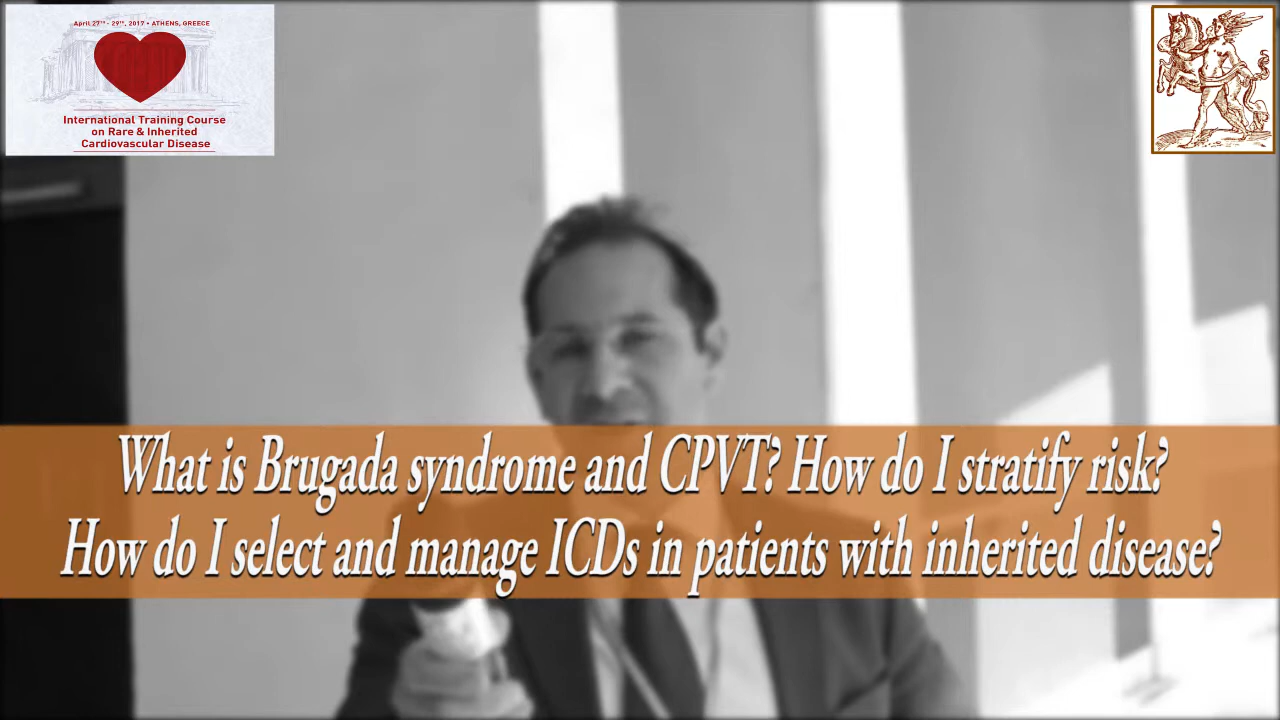 April 27th - 29th, 2017 • ATHENS, GREECE
International Training Course
on Rare & Inherited
Cardiovascular Disease
What is Brugada syndrome and CPVT? How do I stratify risk?
How do I select and manage ICDs in patients with inherited disease?